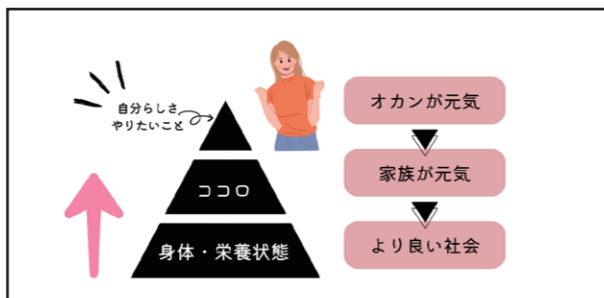 自分らしさ
やりたいこと
ココロ
身体・栄養状態
オカンが元気
家族が元気
より良い社会